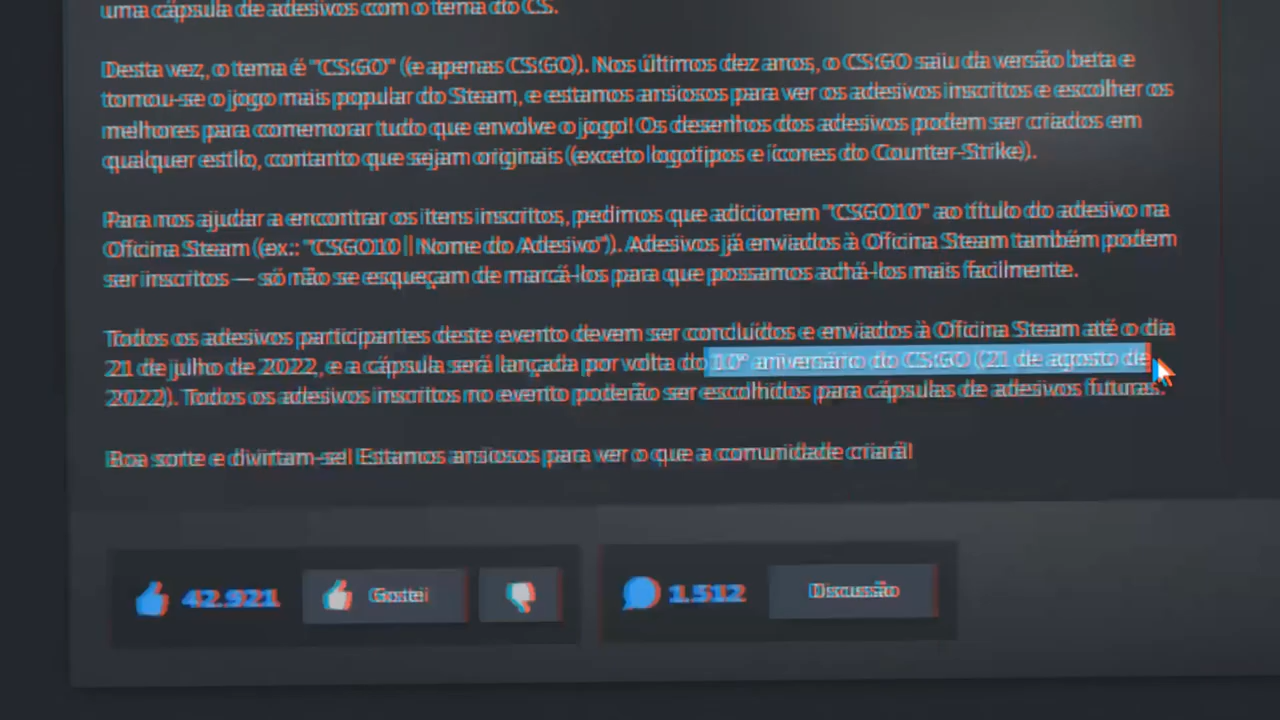 uma cápsula de adesivos com o tema do CS.
Desta vez, o tema é "CS:GO" (e apenas CS:GO). Nos últimos dez anos, o CS:GO saiu da versão beta e
tornou-se o jogo mais popular do Steam, e estamos ansiosos para ver os adesivos inscritos e escolher os
melhores para comemorar tudo que envolve o jogo! Os desenhos dos adesivos podem ser criados em
qualquer estilo, contanto que sejam originais (exceto logotipos e ícones do Counter-Strike).
Para nos ajudar a encontrar os itens inscritos, pedimos que adicionem "CSGO10" ao título do adesivo na
Oficina Steam (ex.: "CSGO10 | Nome do Adesivo"). Adesivos já enviados à Oficina Steam também podem
ser inscritos — só não se esqueçam de marcá-los para que possamos achá-los mais facilmente.
Todos os adesivos participantes deste evento devem ser concluídos e enviados à Oficina Steam até o dia
21 de julho de 2022, e a cápsula será lançada por volta do 10º aniversário do CS:GO (21 de agosto de
2022). Todos os adesivos inscritos no evento poderão ser escolhidos para cápsulas de adesivos futuras.
Boa sorte e divirtam-se! Estamos ansiosos para ver o que a comunidade criará!
42.921 Gostei 1.512 Discussão